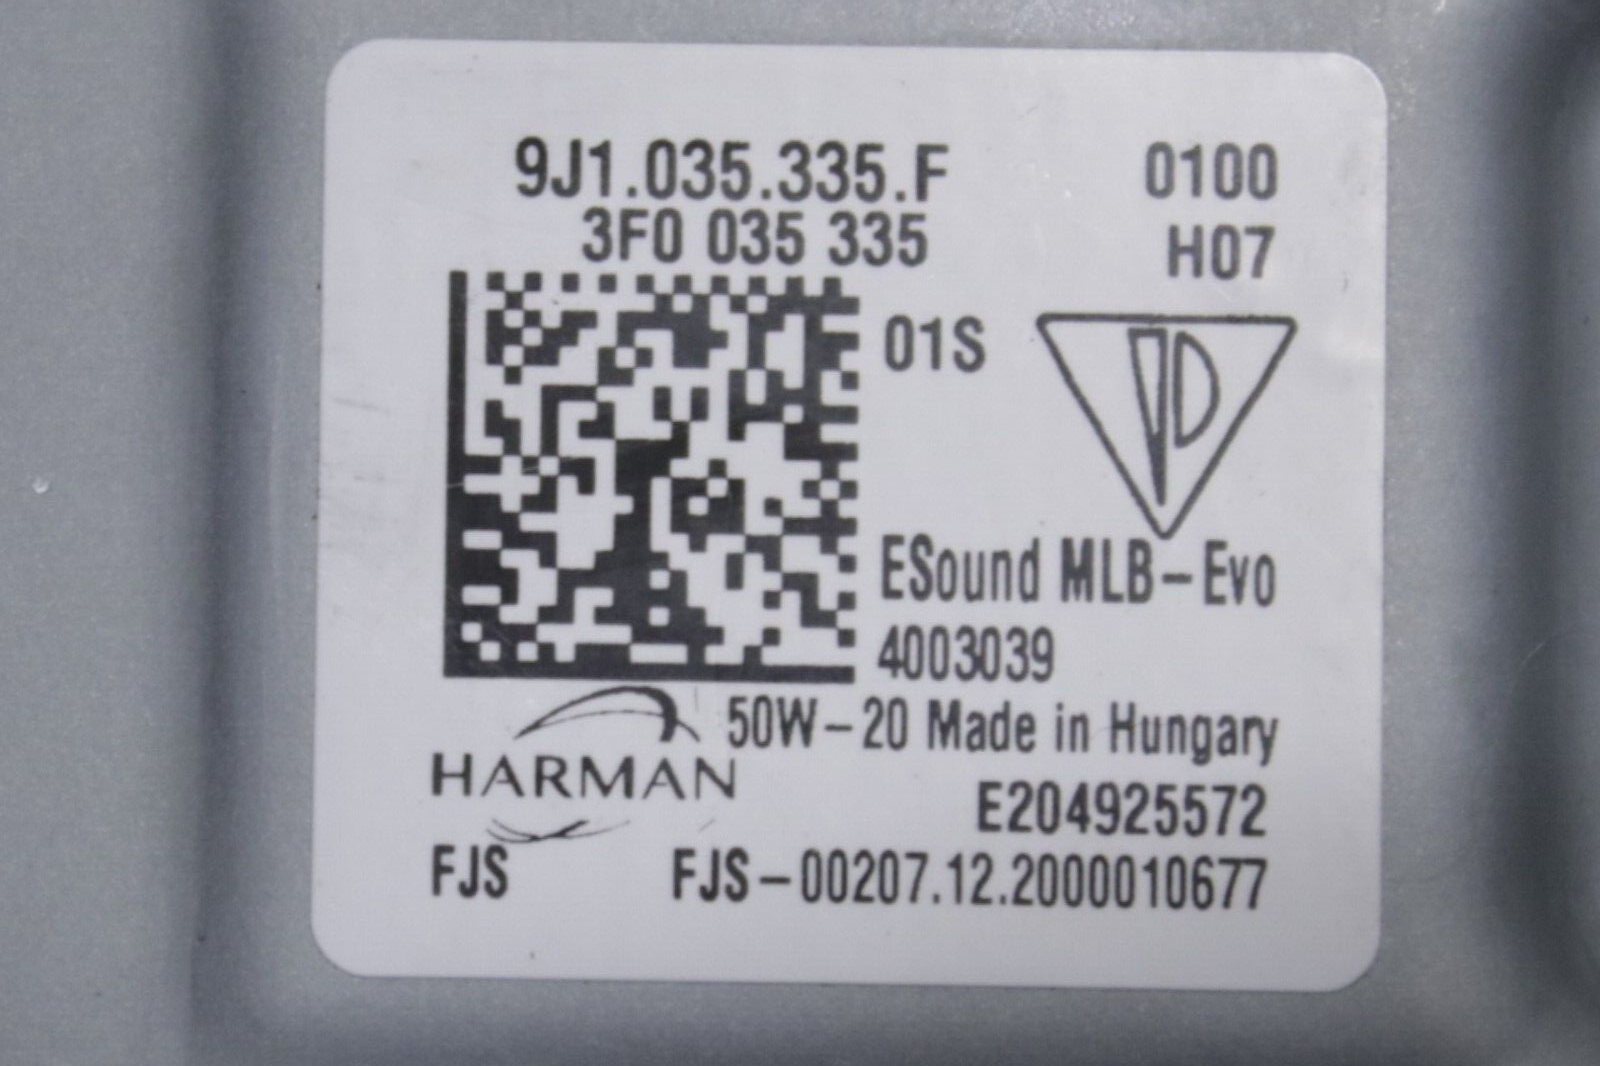 9J1.035.335.F 0100
3F0 035 335 H07
01S
ESound MLB-Evo
4003039
50W-20 Made in Hungary
HARMAN
E204925572
FJS FJS-00207.12.2000010677